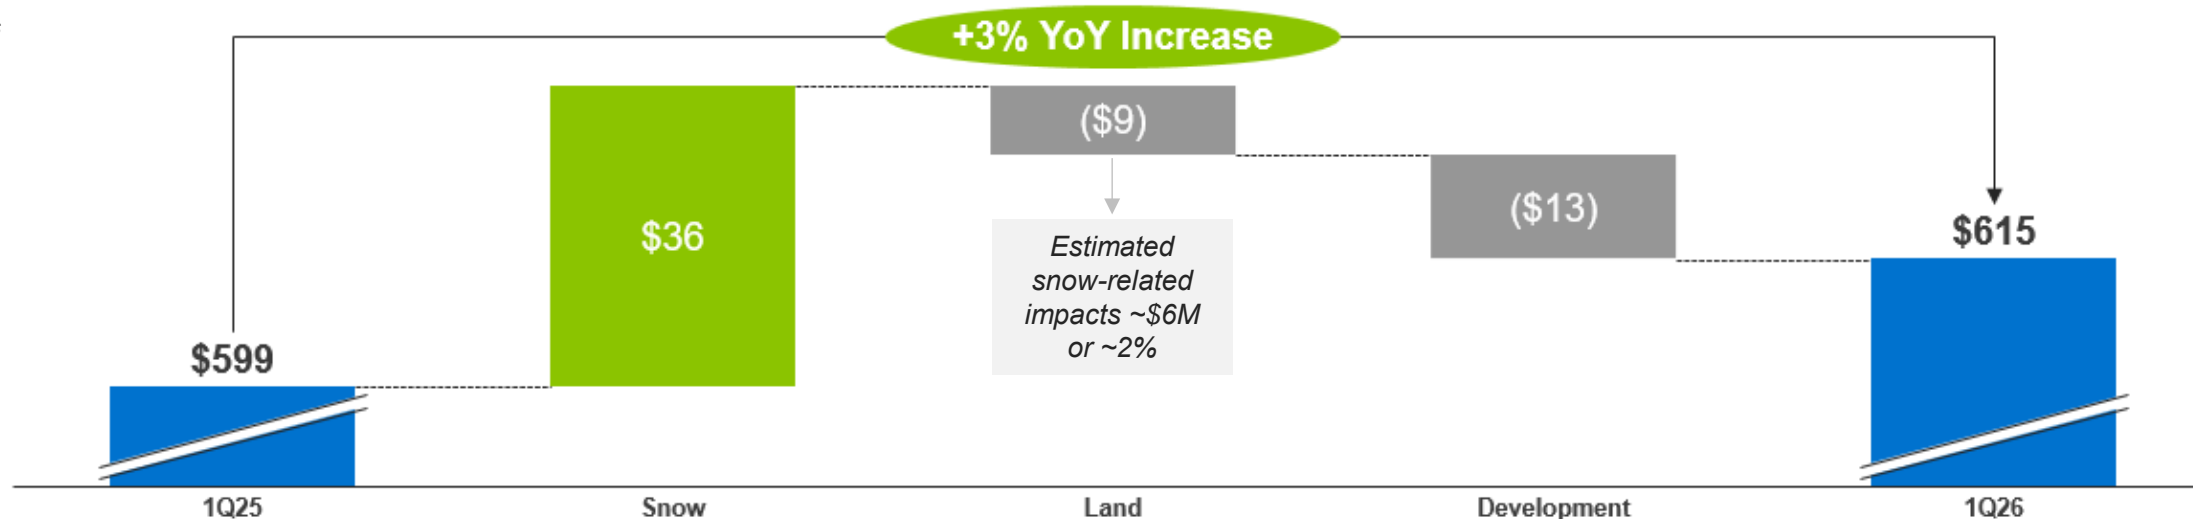 +3% YoY Increase
($9)
($13)
$36
$615
Estimated
snow-related
impacts ~$6M
or ~2%
$599
1Q25
Snow
Land
Development
1Q26